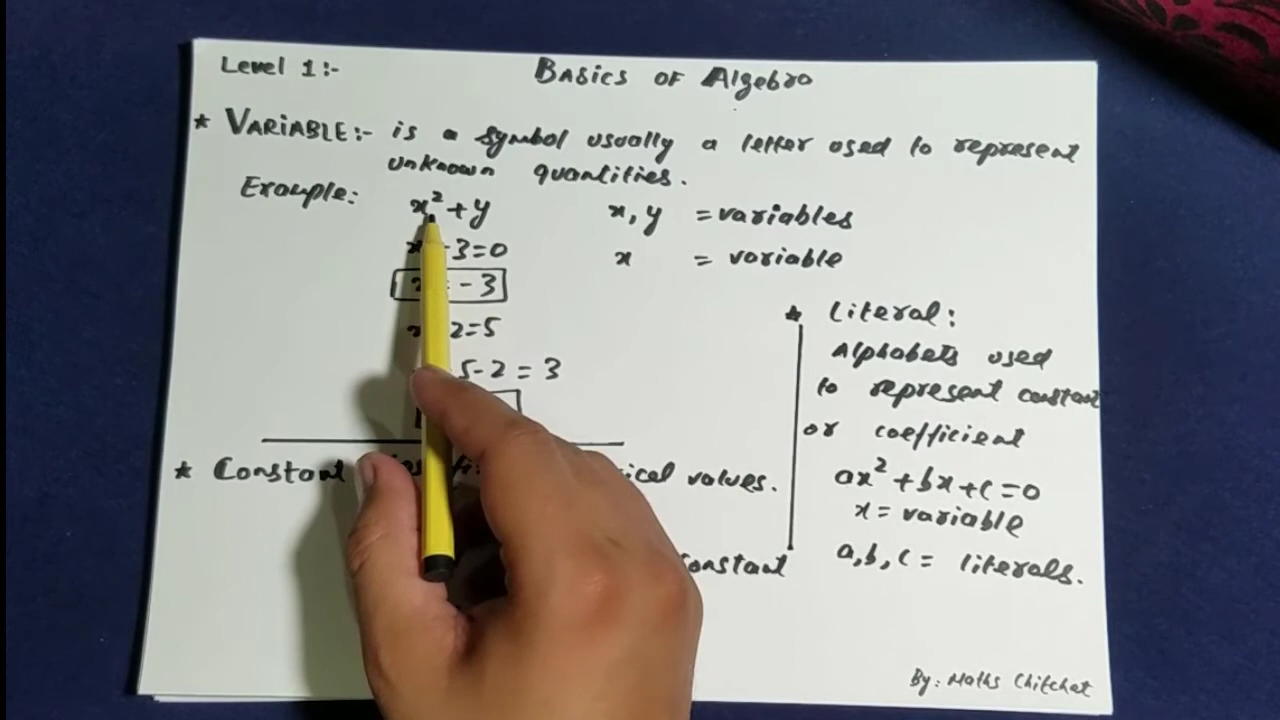 Level 1:-
Basics of Algebra
* Variable:- is a symbol usually a letter used to represent
unknown quantities.
Example:
x² + y
x, y = variables
3=0
x = variable
- 3
2=5
5-2 = 3
* Constant
values.
constant
* Literal:
Alphabets used
to represent constant
or coefficient
ax² + bx + c = 0
x = variable
a, b, c = literals.
By: Maths Chitchat